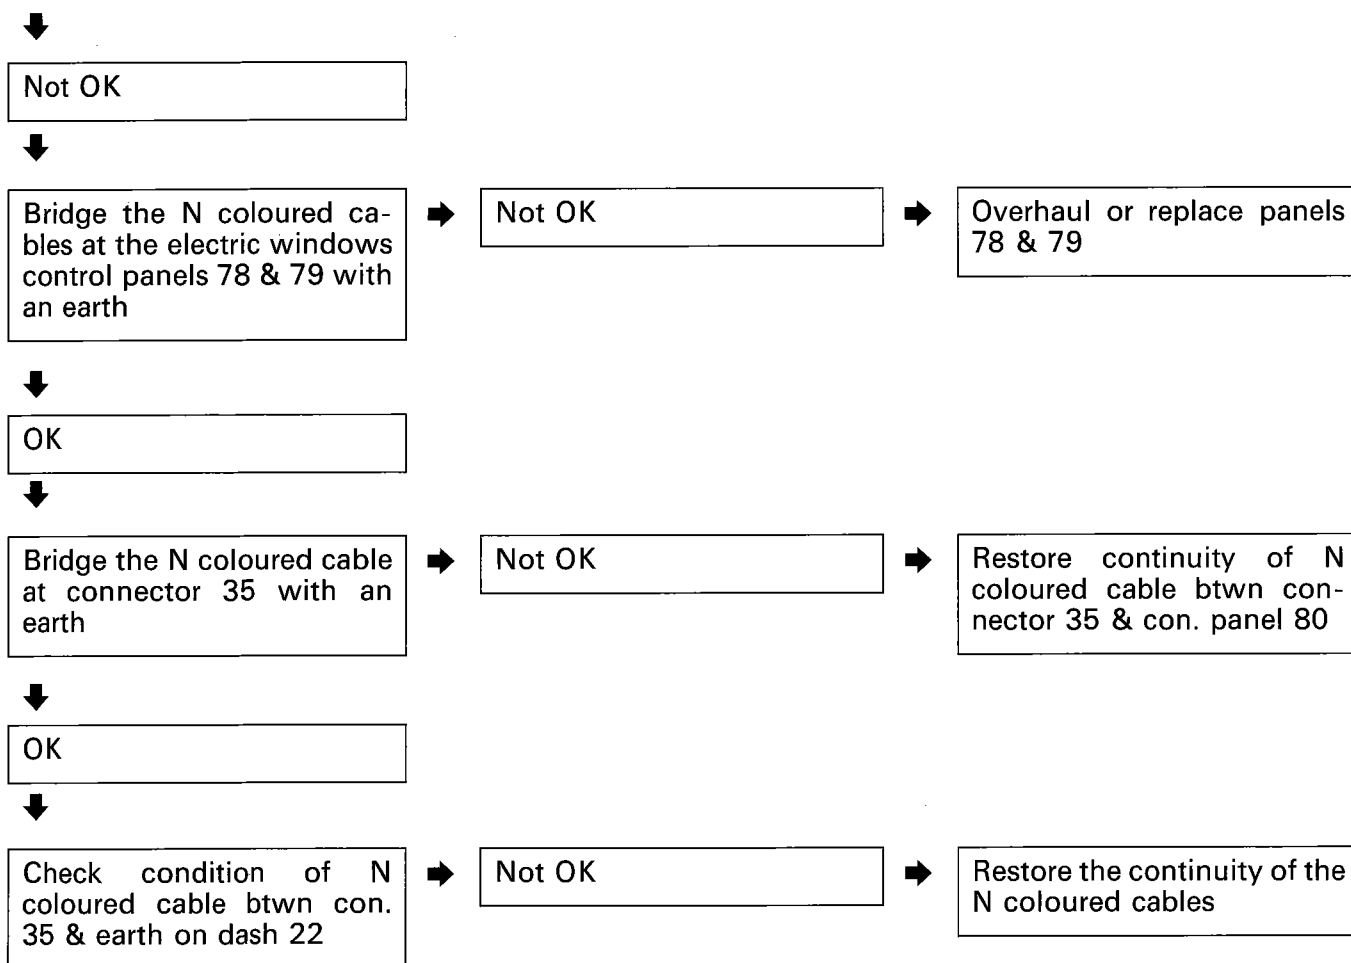 Not OK
Bridge the N coloured ca-
bles at the electric windows
control panels 78 & 79 with
an earth
Not OK
Overhaul or replace panels
78 & 79
OK
Bridge the N coloured cable
at connector 35 with an
earth
Not OK
Restore continuity of N
coloured cable btwn con-
nector 35 & con. panel 80
OK
Check condition of N
coloured cable btwn con.
35 & earth on dash 22
Not OK
Restore the continuity of the
N coloured cables